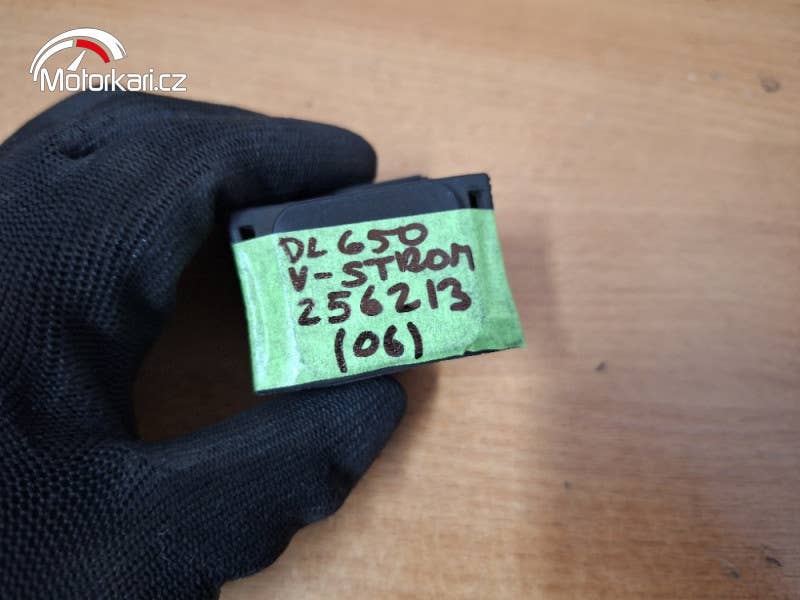 Motorkari.cz
DL 650
V-STROM
256213
(06)